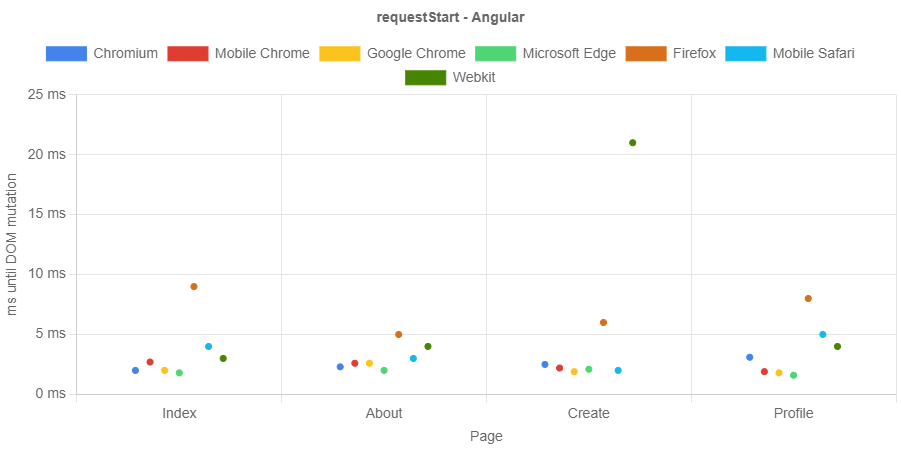 requestStart - Angular
Chromium Mobile Chrome Google Chrome Microsoft Edge Firefox Mobile Safari
Webkit
25 ms
20 ms
15 ms
10 ms
5 ms
0 ms
ms until DOM mutation
Index About Create Profile
Page